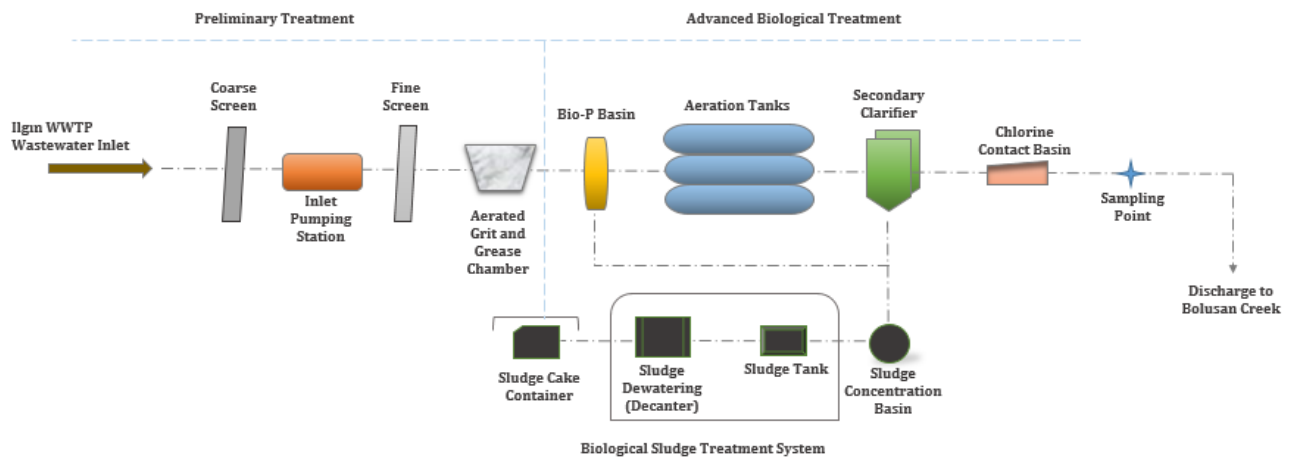 Preliminary Treatment
Advanced Biological Treatment
Coarse
Screen
Fine
Screen
Ilgın WWTP
Wastewater Inlet
Inlet
Pumping
Station
Aerated
Grit and
Grease
Chamber
Bio-P Basin
Aeration Tanks
Secondary
Clarifier
Chlorine
Contact Basin
Sampling
Point
Discharge to
Bolusan Creek
Sludge Cake
Container
Sludge
Dewatering
(Decanter)
Sludge Tank
Sludge
Concentration
Basin
Biological Sludge Treatment System